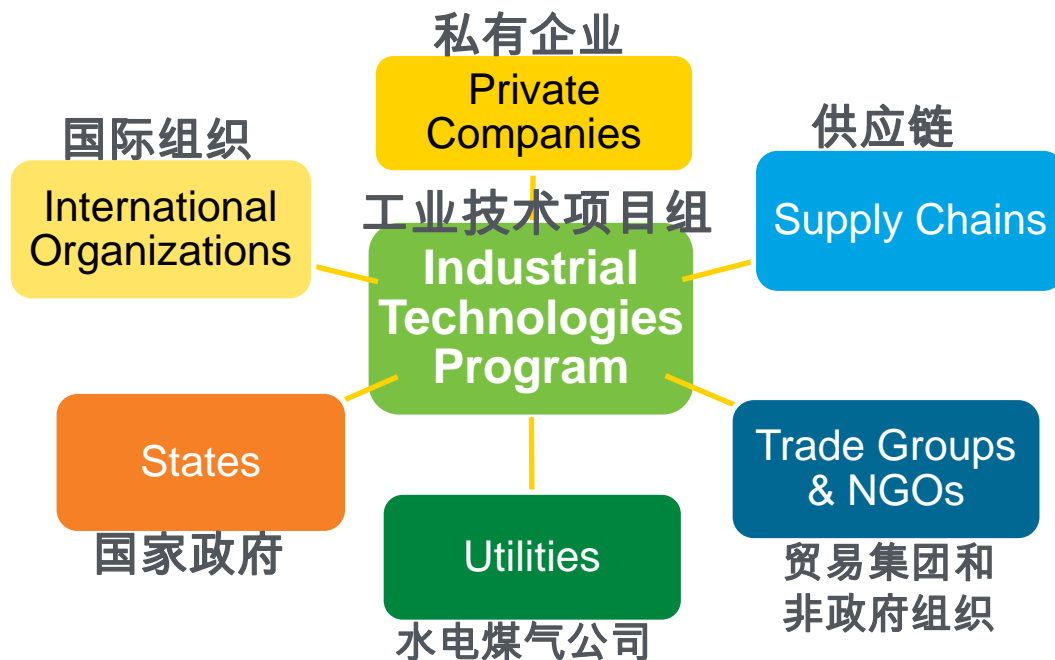 私有企业
Private
Companies
国际组织
International
Organizations
供应链
Supply Chains
工业技术项目组
Industrial
Technologies
Program
States
国家政府
Utilities
水电煤气公司
Trade Groups
& NGOs
贸易集团和
非政府组织